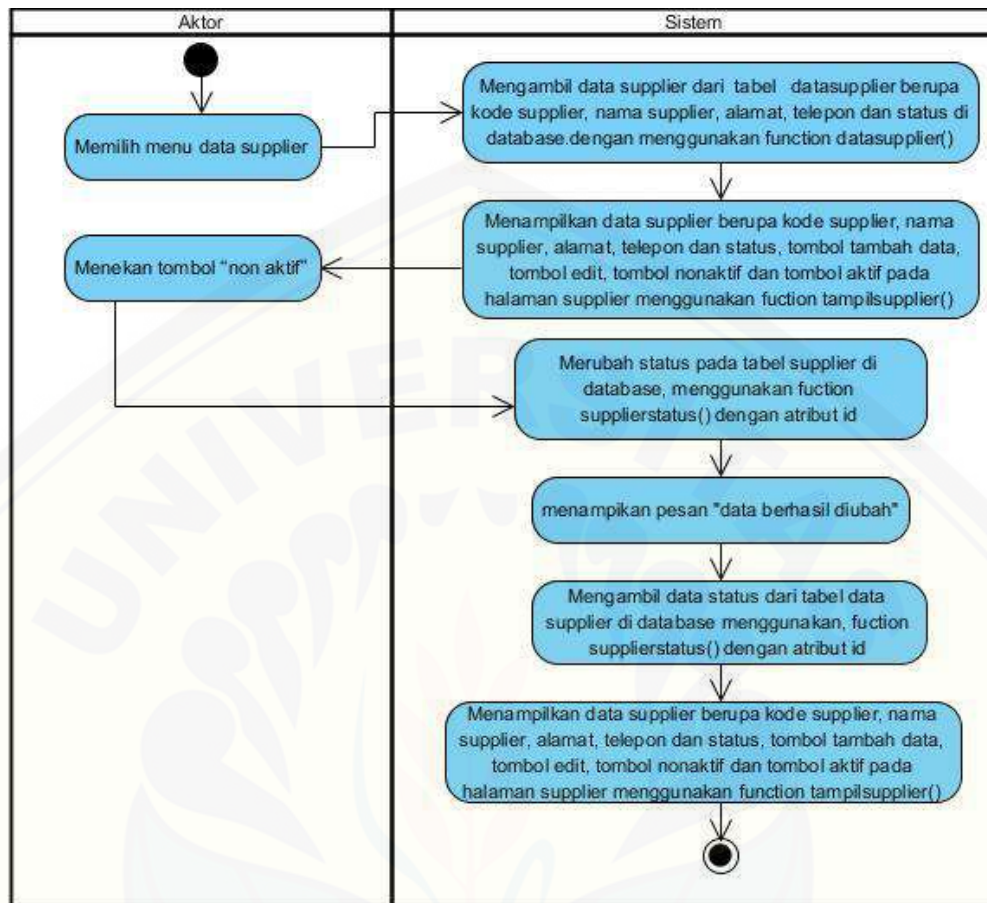 Aktor
Sistem
Memilih menu data supplier
Mengambil data supplier dari tabel datasupplier berupa
kode supplier, nama supplier, alamat, telepon dan status di
database.dengan menggunakan function datasupplier()
Menampilkan data supplier berupa kode supplier, nama
supplier, alamat, telepon dan status, tombol tambah data,
tombol edit, tombol nonaktif dan tombol aktif pada
halaman supplier menggunakan fuction tampilsupplier()
Menekan tombol "non aktif"
Merubah status pada tabel supplier di
database, menggunakan fuction
supplierstatus() dengan atribut id
menampikan pesan "data berhasil diubah"
Mengambil data status dari tabel data
supplier di database menggunakan, fuction
supplierstatus() dengan atribut id
Menampilkan data supplier berupa kode supplier, nama
supplier, alamat, telepon dan status, tombol tambah data,
tombol edit, tombol nonaktif dan tombol aktif pada
halaman supplier menggunakan function tampilsupplier()